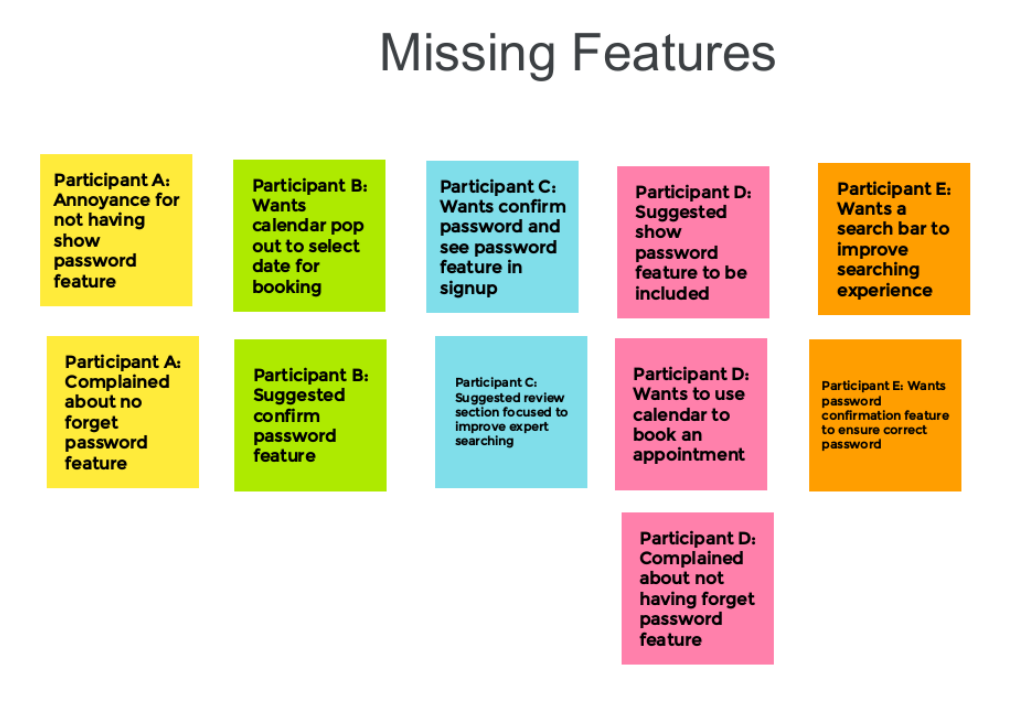 Missing Features
Participant A:
Annoyance for
not having
show
password
feature
Participant B:
Wants
calendar pop
out to select
date for
booking
Participant C:
Wants confirm
password and
see password
feature in
signup
Participant D:
Suggested
show
password
feature to be
included
Participant E:
Wants a
search bar to
improve
searching
experience
Participant A:
Complained
about no
forget
password
feature
Participant B:
Suggested
confirm
password
feature
Participant C:
Suggested review
section focused to
improve expert
searching
Participant D:
Wants to use
calendar to
book an
appointment
Participant E: Wants
password
confirmation feature
to ensure correct
password
Participant D:
Complained
about not
having forget
password
feature